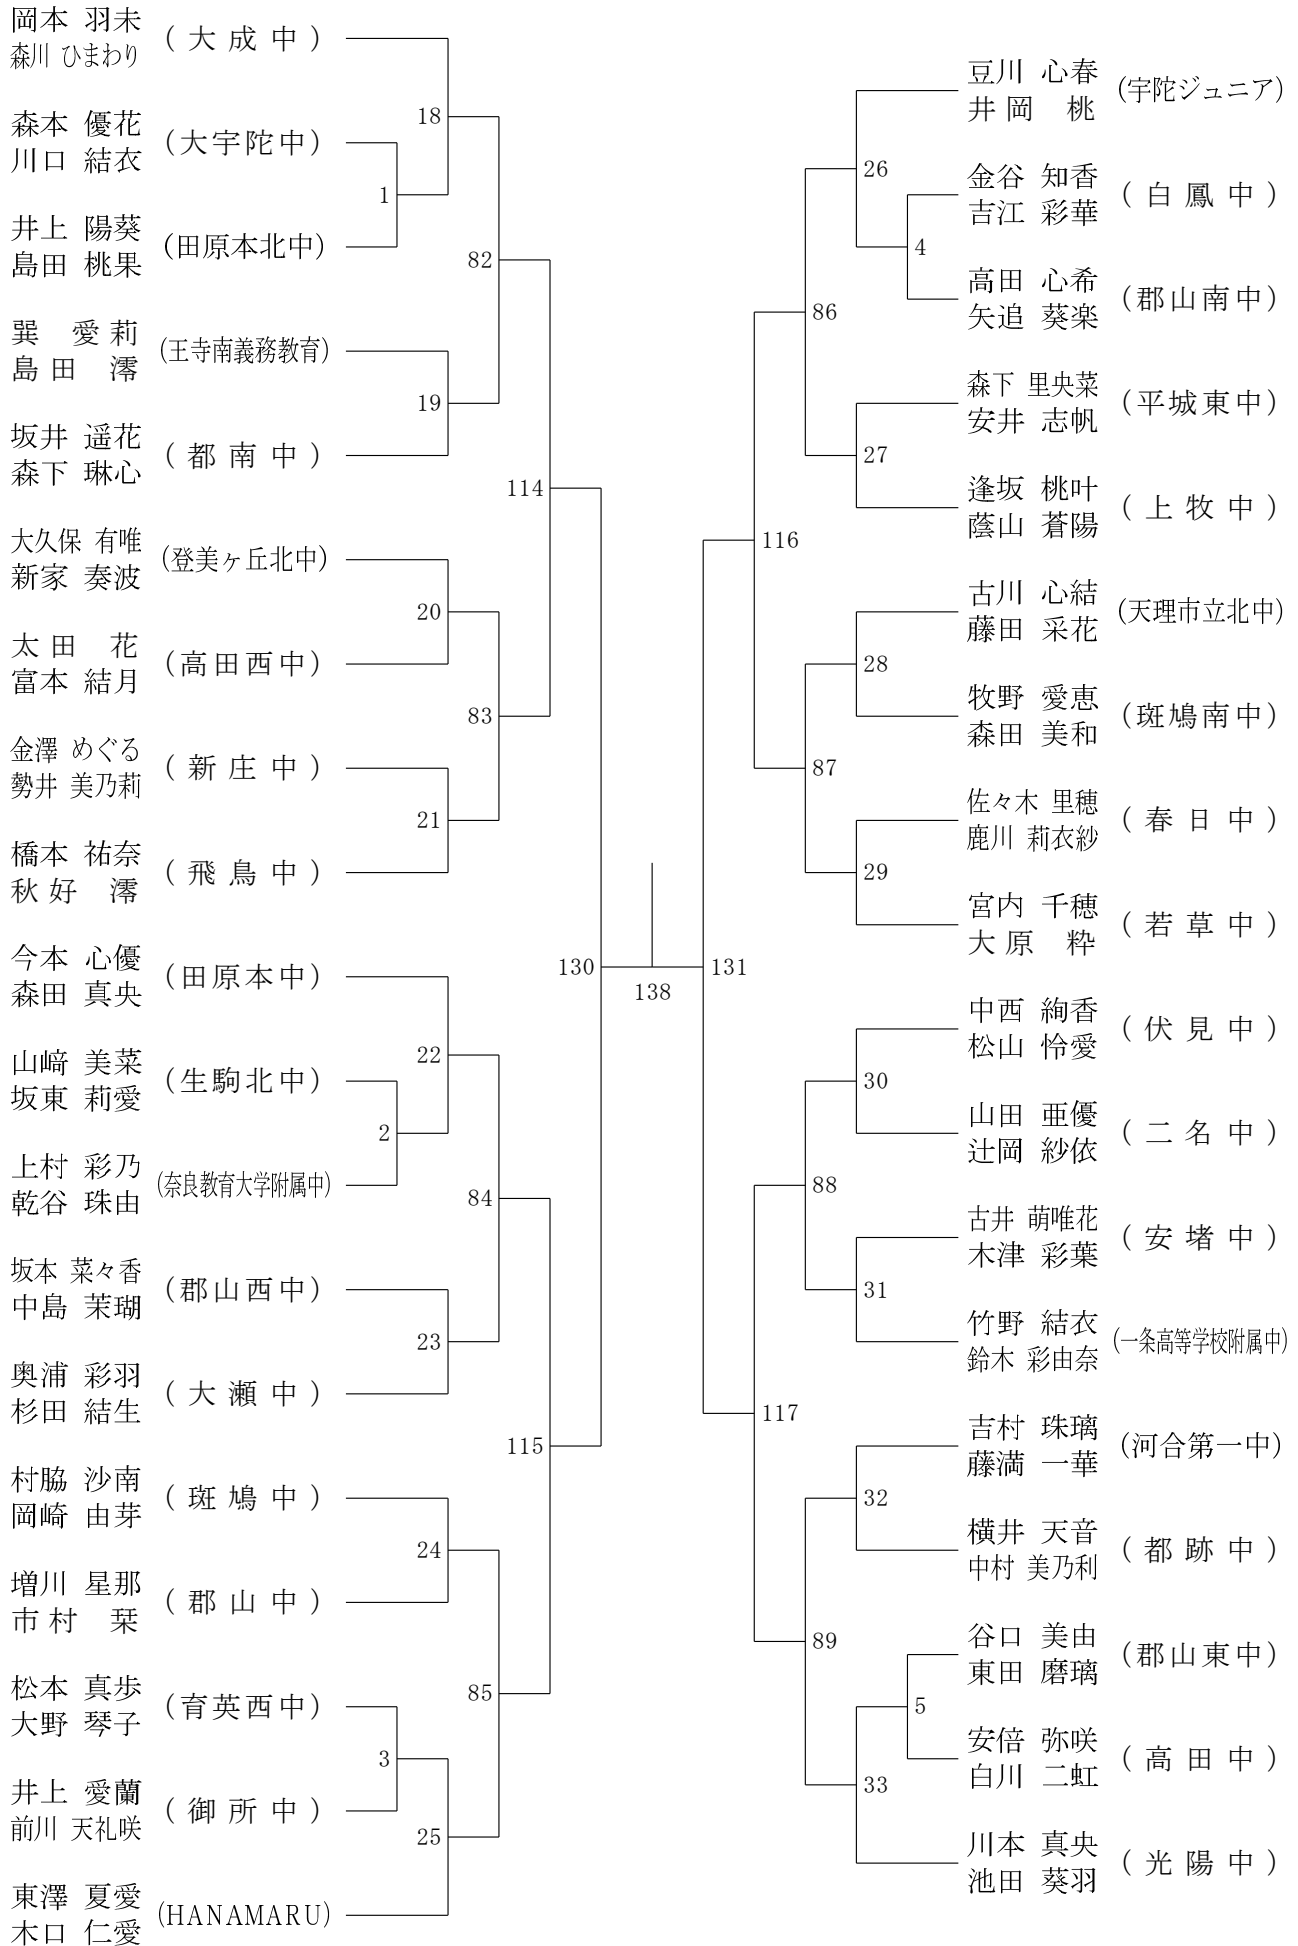 岡本 羽未
森川 ひまわり
(大成中)
森本 優花
川口 結衣
(大宇陀中)
井上 陽葵
島田 桃果
(田原本北中)
巽 愛莉
島田 澪
(王寺南義務教育)
坂井 遥花
森下 琳心
(都南中)
大久保 有唯
新家 奏波
(登美ヶ丘北中)
太田 花
富本 結月
(高田西中)
金澤 めぐる
勢井 美乃莉
(新庄中)
橋本 祐奈
秋好 澪
(飛鳥中)
今本 心優
森田 真央
(田原本中)
山﨑 美菜
坂東 莉愛
(生駒北中)
上村 彩乃
乾谷 珠由
(奈良教育大学附属中)
坂本 菜々香
中島 茉瑚
(郡山西中)
奥浦 彩羽
杉田 結生
(大瀬中)
村脇 沙南
岡崎 由芽
(斑鳩中)
増川 星那
市村 栞
(郡山中)
松本 真歩
大野 琴子
(育英西中)
井上 愛蘭
前川 天礼咲
(御所中)
東澤 夏愛
木口 仁愛
(HANAMARU)
1
2
3
18
19
20
21
22
23
24
25
82
83
84
85
114
115
130
138
131
116
117
86
87
88
89
26
27
28
29
30
31
32
33
4
5
豆川 心春
井岡 桃
(宇陀ジュニア)
金谷 知香
吉江 彩華
(白鳳中)
高田 心希
矢追 葵楽
(郡山南中)
森下 里央菜
安井 志帆
(平城東中)
逢坂 桃叶
蔭山 蒼陽
(上牧中)
古川 心結
藤田 采花
(天理市立北中)
牧野 愛恵
森田 美和
(斑鳩南中)
佐々木 里穂
鹿川 莉衣紗
(春日中)
宮内 千穂
大原 粋
(若草中)
中西 絢香
松山 怜愛
(伏見中)
山田 亜優
辻岡 紗依
(二名中)
古井 萌唯花
木津 彩葉
(安堵中)
竹野 結衣
鈴木 彩由奈
(一条高等学校附属中)
吉村 珠璃
藤満 一華
(河合第一中)
横井 天音
中村 美乃利
(都跡中)
谷口 美由
東田 磨璃
(郡山東中)
安倍 弥咲
白川 二虹
(高田中)
川本 真央
池田 葵羽
(光陽中)